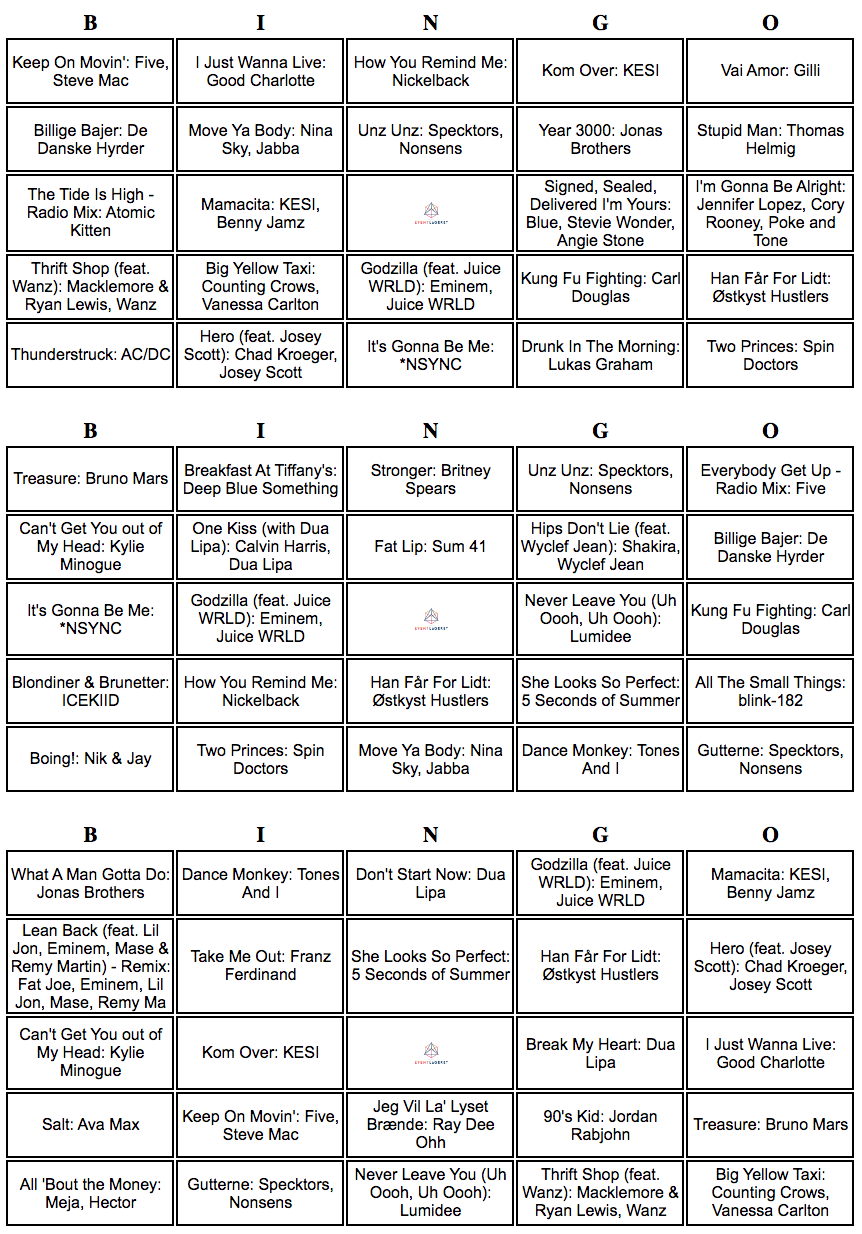 B I N G O
Keep On Movin': Five,
Steve Mac
I Just Wanna Live:
Good Charlotte
How You Remind Me:
Nickelback
Kom Over: KESI
Vai Amor: Gilli
Billige Bajer: De
Danske Hyrder
Move Ya Body: Nina
Sky, Jabba
Unz Unz: Specktors,
Nonsens
Year 3000: Jonas
Brothers
Stupid Man: Thomas
Helmig
The Tide Is High -
Radio Mix: Atomic
Kitten
Mamacita: KESI,
Benny Jamz
Signed, Sealed,
Delivered I'm Yours:
Blue, Stevie Wonder,
Angie Stone
I'm Gonna Be Alright:
Jennifer Lopez, Cory
Rooney, Poke and
Tone
Thrift Shop (feat.
Wanz): Macklemore &
Ryan Lewis, Wanz
Big Yellow Taxi:
Counting Crows,
Vanessa Carlton
Godzilla (feat. Juice
WRLD): Eminem,
Juice WRLD
Kung Fu Fighting: Carl
Douglas
Han Får For Lidt:
Østkyst Hustlers
Thunderstruck: AC/DC
Hero (feat. Josey
Scott): Chad Kroeger,
Josey Scott
It's Gonna Be Me:
*NSYNC
Drunk In The Morning:
Lukas Graham
Two Princes: Spin
Doctors
B I N G O
Treasure: Bruno Mars
Breakfast At Tiffany's:
Deep Blue Something
Stronger: Britney
Spears
Unz Unz: Specktors,
Nonsens
Everybody Get Up -
Radio Mix: Five
Can't Get You out of
My Head: Kylie
Minogue
One Kiss (with Dua
Lipa): Calvin Harris,
Dua Lipa
Fat Lip: Sum 41
Hips Don't Lie (feat.
Wyclef Jean): Shakira,
Wyclef Jean
Billige Bajer: De
Danske Hyrder
It's Gonna Be Me:
*NSYNC
Godzilla (feat. Juice
WRLD): Eminem,
Juice WRLD
Never Leave You (Uh
Oooh, Uh Oooh):
Lumidee
Kung Fu Fighting: Carl
Douglas
Blondiner & Brunetter:
ICEKIID
How You Remind Me:
Nickelback
Han Får For Lidt:
Østkyst Hustlers
She Looks So Perfect:
5 Seconds of Summer
All The Small Things:
blink-182
Boing!: Nik & Jay
Two Princes: Spin
Doctors
Move Ya Body: Nina
Sky, Jabba
Dance Monkey: Tones
And I
Gutterne: Specktors,
Nonsens
B I N G O
What A Man Gotta Do:
Jonas Brothers
Dance Monkey: Tones
And I
Don't Start Now: Dua
Lipa
Godzilla (feat. Juice
WRLD): Eminem,
Juice WRLD
Mamacita: KESI,
Benny Jamz
Lean Back (feat. Lil
Jon, Eminem, Mase &
Remy Martin) - Remix:
Fat Joe, Eminem, Lil
Jon, Mase, Remy Ma
Take Me Out: Franz
Ferdinand
She Looks So Perfect:
5 Seconds of Summer
Han Får For Lidt:
Østkyst Hustlers
Hero (feat. Josey
Scott): Chad Kroeger,
Josey Scott
Can't Get You out of
My Head: Kylie
Minogue
Kom Over: KESI
Break My Heart: Dua
Lipa
I Just Wanna Live:
Good Charlotte
Salt: Ava Max
Keep On Movin': Five,
Steve Mac
Jeg Vil La' Lyset
Brænde: Ray Dee
Ohh
90's Kid: Jordan
Rabjohn
Treasure: Bruno Mars
All 'Bout the Money:
Meja, Hector
Gutterne: Specktors,
Nonsens
Never Leave You (Uh
Oooh, Uh Oooh):
Lumidee
Thrift Shop (feat.
Wanz): Macklemore &
Ryan Lewis, Wanz
Big Yellow Taxi:
Counting Crows,
Vanessa Carlton